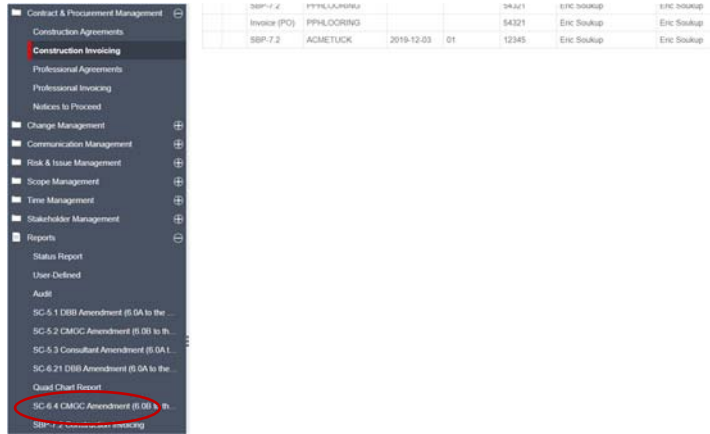 Contract & Procurement Management
Construction Agreements
Construction Invoicing
Professional Agreements
Professional Invoicing
Notices to Proceed
Change Management
Communication Management
Risk & Issue Management
Scope Management
Time Management
Stakeholder Management
Reports
Status Report
User-Defined
Audit
SC-5.1 DBB Amendment (6.0A to the ...
SC-5.2 CMGC Amendment (6.0B to th...
SC-5.3 Consultant Amendment (6.0A t...
SC-6.21 DBB Amendment (6.0A to the...
Quad Chart Report
SC-6.4 CMGC Amendment (6.0B to th...
SBP-7.2 Construction Invoicing
SBP-7.2 PPHLOORING 54321 Eric Soukup Eric Soukup
Invoice (PO) PPHLOORING 54321 Eric Soukup Eric Soukup
SBP-7.2 ACMETUCK 2019-12-03 01 12345 Eric Soukup Eric Soukup